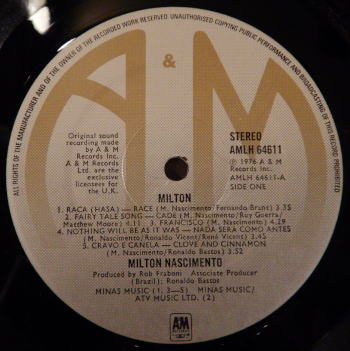 ALL RIGHTS OF THE MANUFACTURER AND OF THE OWNER OF THE RECORDED WORK RESERVED UNAUTHORISED COPYING PUBLIC PERFORMANCE AND BROADCASTING OF THIS RECORD PROHIBITED
A & M
Original sound
recording made
by A & M
Records Inc.
A & M Records
Ltd. are the
exclusive
licensees for
the U.K.
STEREO
AMLH 64611
℗ 1976 A & M
Records Inc.
AMLH 64611-A
SIDE ONE
MILTON
1. RACA (HASA) — RACE (M. Nascimento/Fernando Brant) 3.35
2. FAIRY TALE SONG — CADE (M. Nascimento/Ruy Guerra/
Matthew Moore) 4.11 3. FRANCISCO (M. Nascimento) 4.29
4. NOTHING WILL BE AS IT WAS — NADA SERA COMO ANTES
(M. Nascimento/Ronaldo Vicente/René Vicent) 3.
5. CRAVO E CANELA — CLOVE AND CINNAMON
(M. Nascimento/Ronaldo Bastos) 3.52
MILTON NASCIMENTO
Produced by Rob Fraboni Associate Producer
(Brazil); Ronaldo Bastos
MINAS MUSIC (1, 3—5) MINAS MUSIC/
ATV MUSIC LTD. (2)
A&M
RECORDS